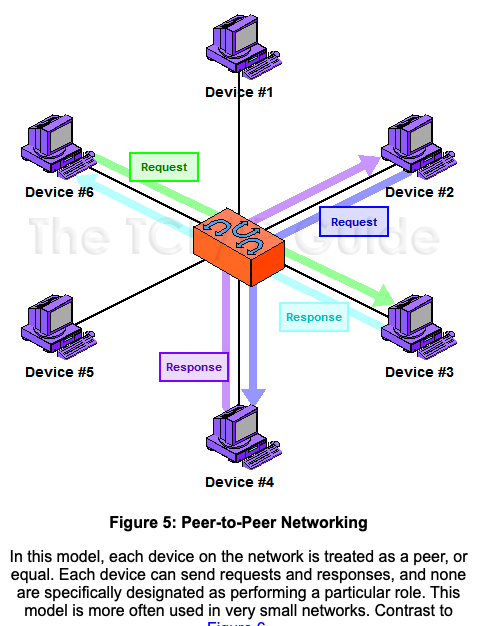 Device #1
Request
Device #6
Device #2
Request
The TCP/IP Guide
Response
Device #5
Response
Device #3
Device #4
Figure 5: Peer-to-Peer Networking
In this model, each device on the network is treated as a peer, or
equal. Each device can send requests and responses, and none
are specifically designated as performing a particular role. This
model is more often used in very small networks. Contrast to
Figure 6